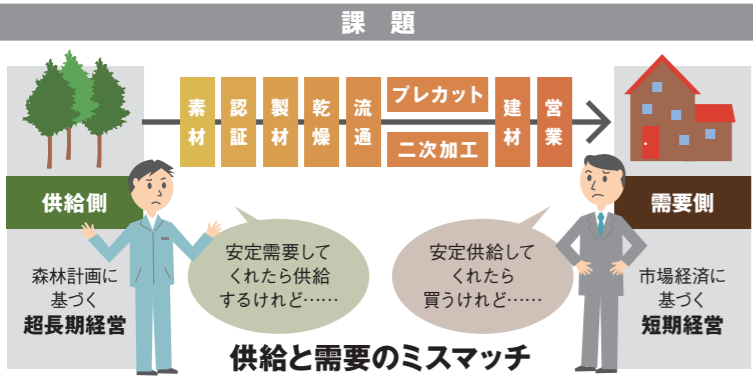 課題
素材
認証
製材
乾燥
流通
プレカット
二次加工
建材
営業
供給側
需要側
森林計画に
基づく
超長期経営
安定需要して
くれたら供給
するけれど……
安定供給して
くれたら
買うけれど……
市場経済に
基づく
短期経営
供給と需要のミスマッチ